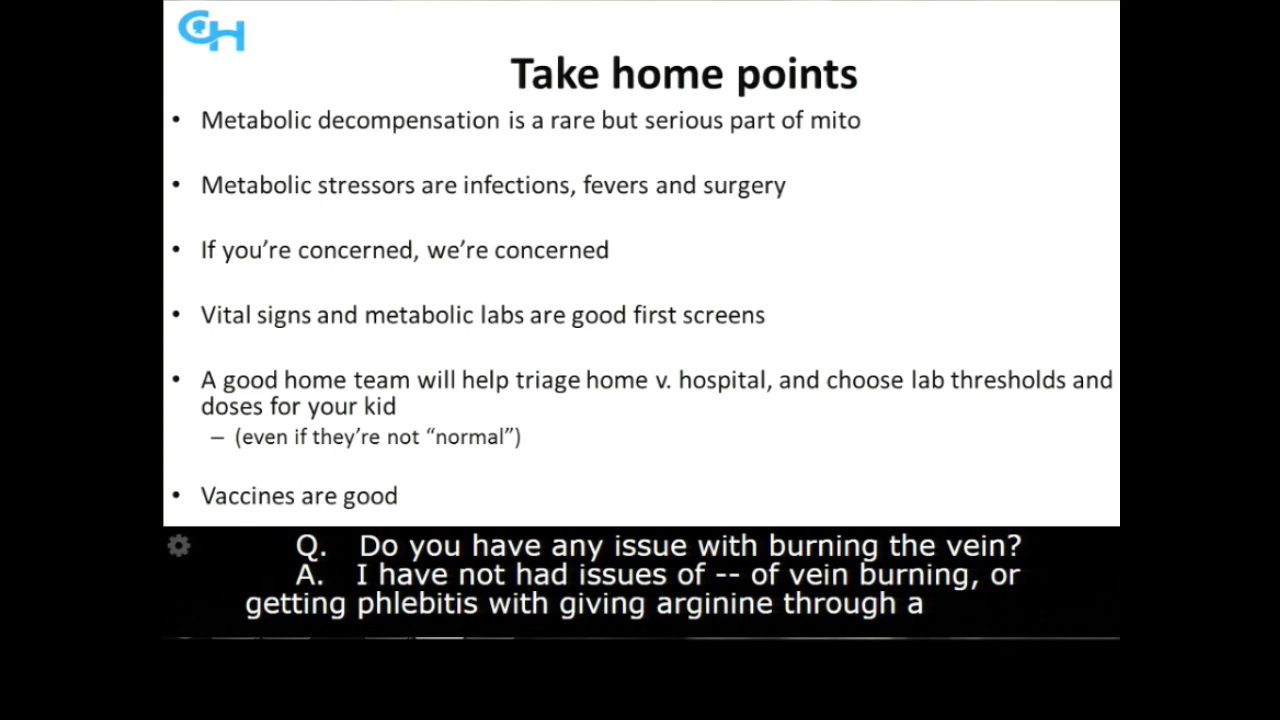 CH
Take home points
• Metabolic decompensation is a rare but serious part of mito
• Metabolic stressors are infections, fevers and surgery
• If you’re concerned, we’re concerned
• Vital signs and metabolic labs are good first screens
• A good home team will help triage home v. hospital, and choose lab thresholds and
doses for your kid
– (even if they’re not “normal”)
• Vaccines are good
Q. Do you have any issue with burning the vein?
A. I have not had issues of -- of vein burning, or
getting phlebitis with giving arginine through a